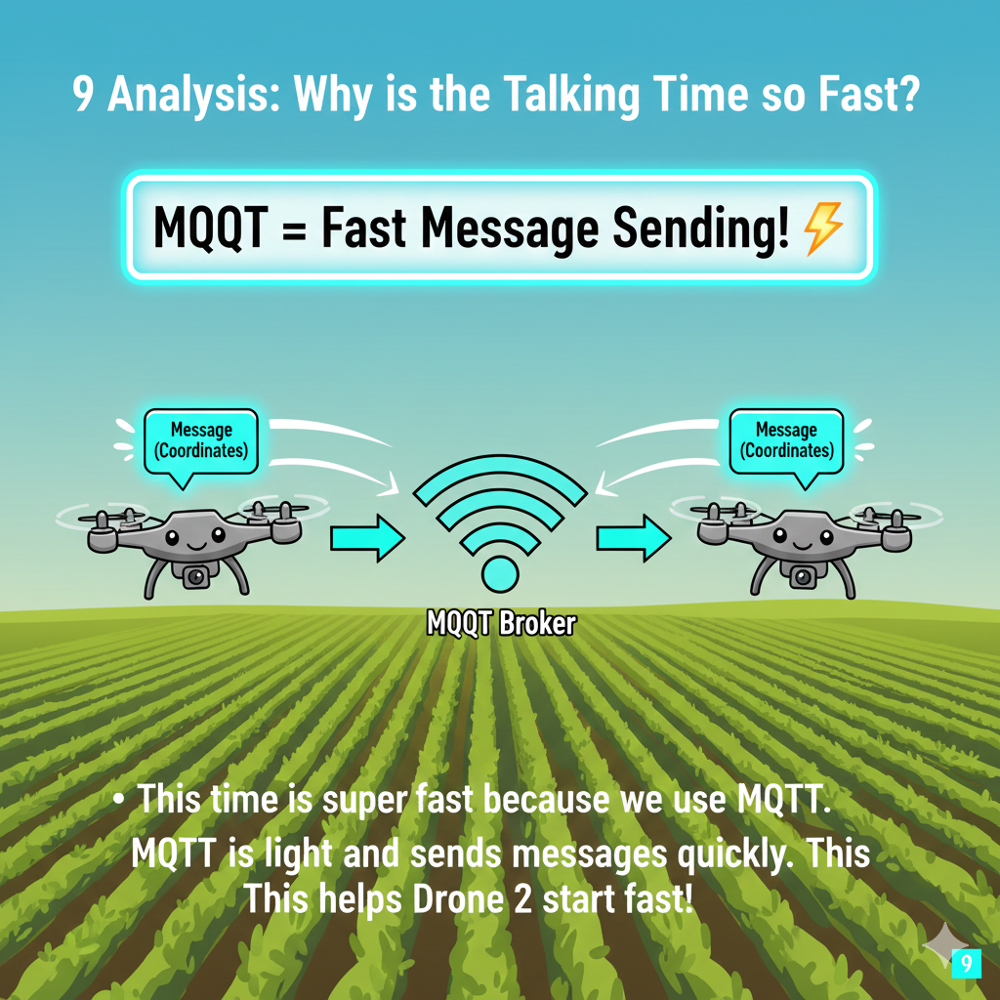 9 Analysis: Why is the Talking Time so Fast?
MQQT = Fast Message Sending! ⚡
Message
(Coordinates)
Message
(Coordinates)
MQQT Broker
• This time is super fast because we use MQTT.
MQTT is light and sends messages quickly. This
This helps Drone 2 start fast!
9